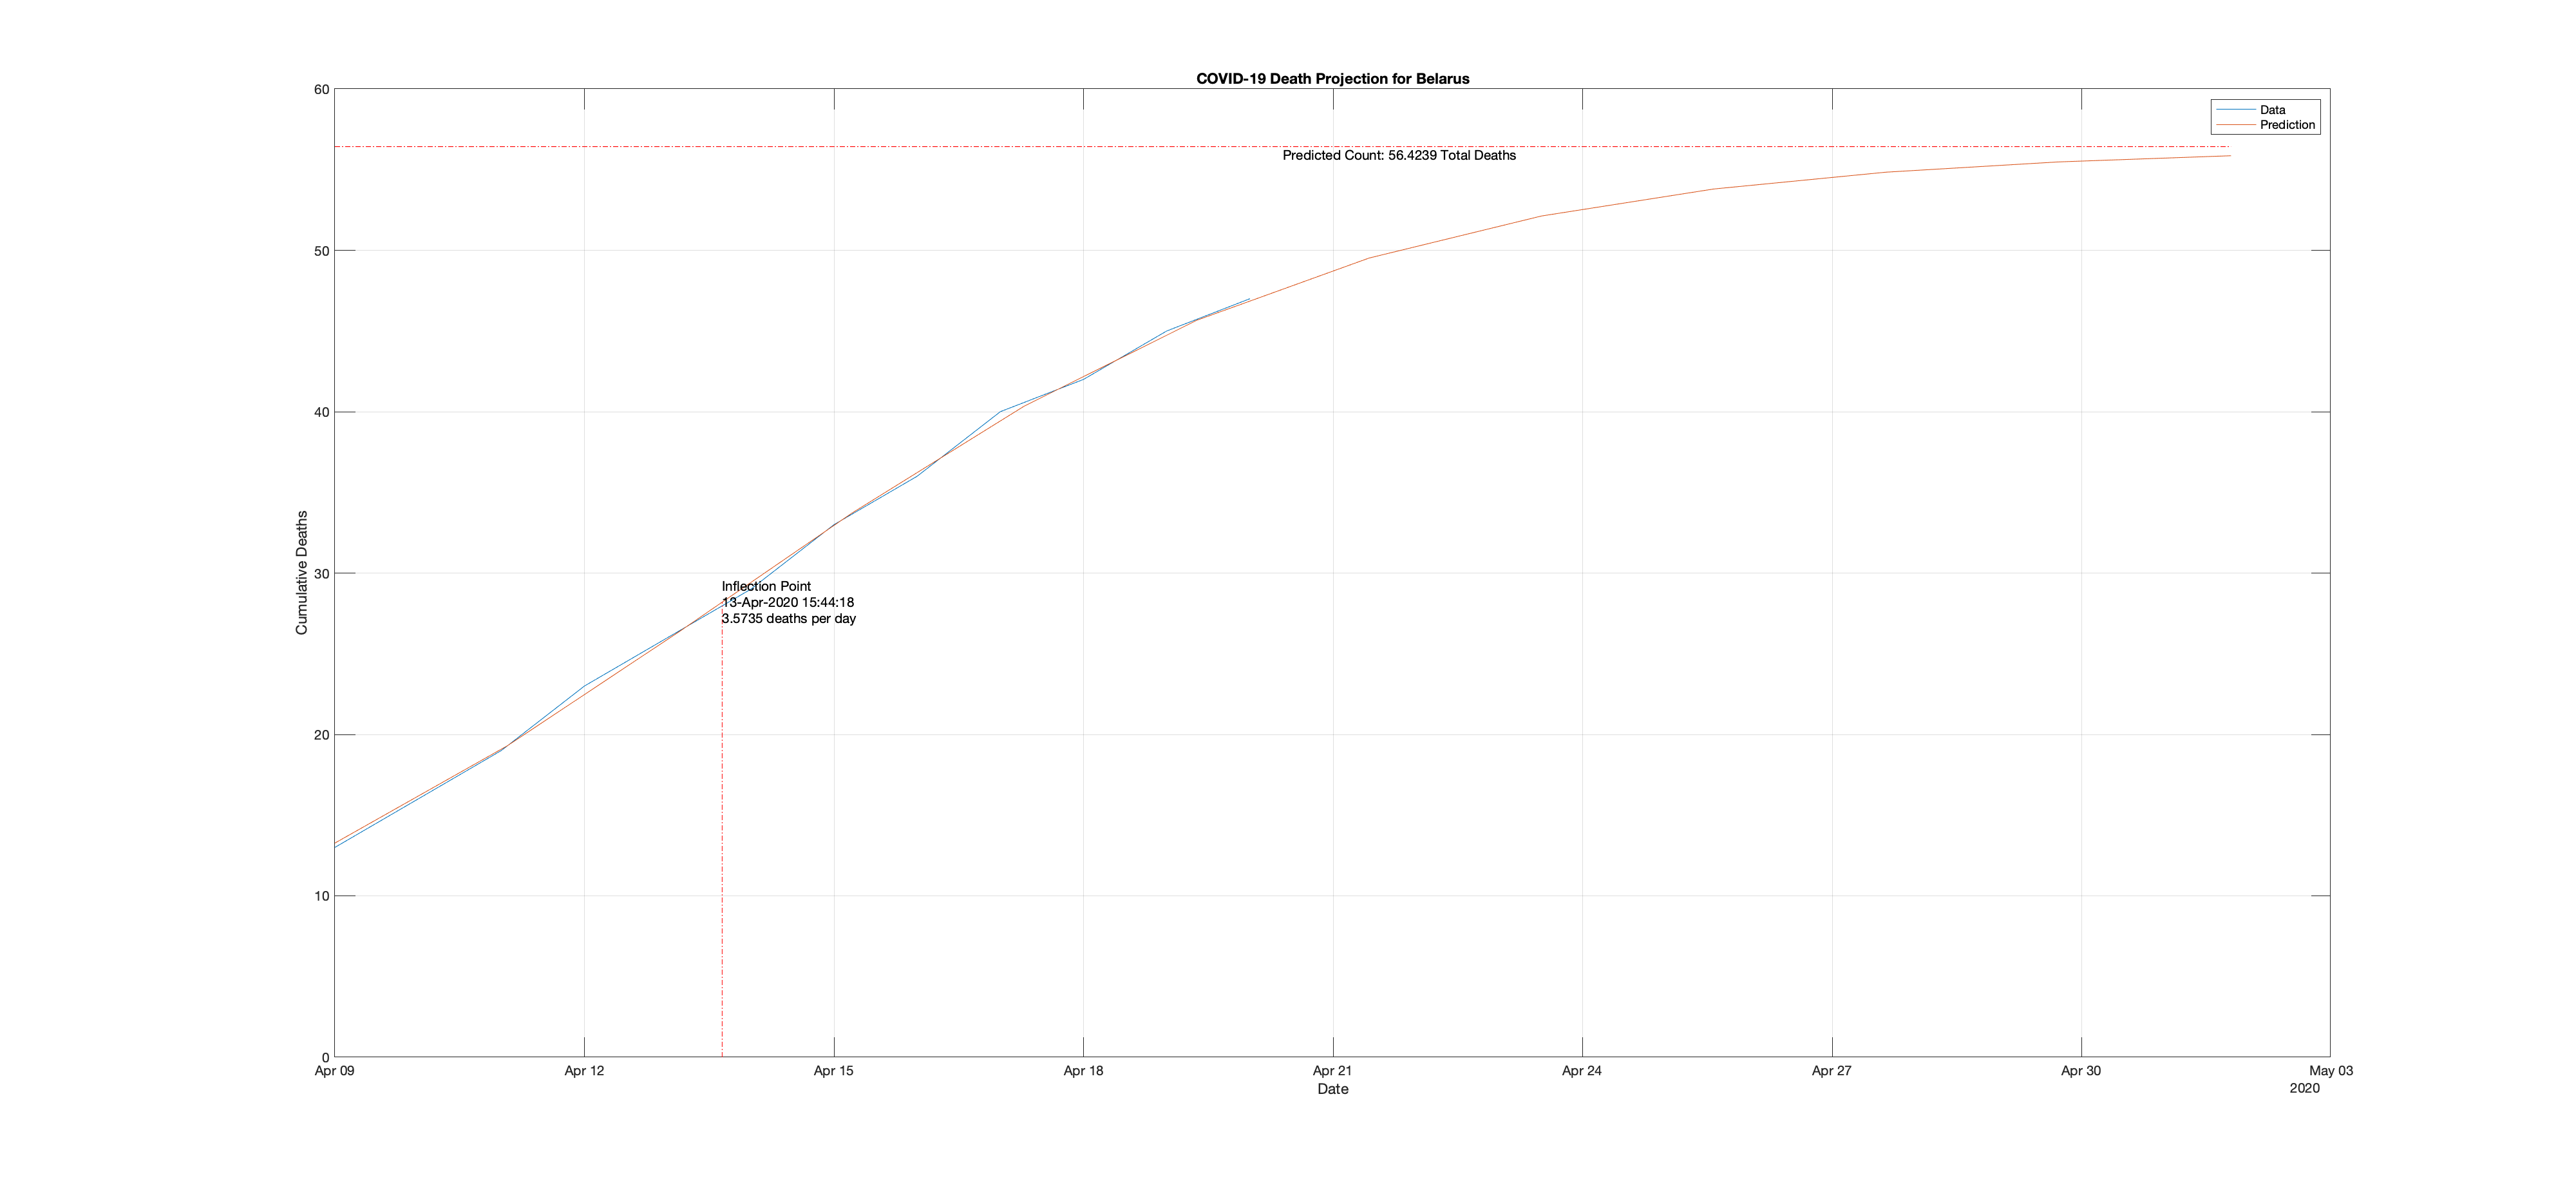 COVID-19 Death Projection for Belarus
60
50
40
30
20
10
0
Cumulative Deaths
Data
Prediction
Predicted Count: 56.4239 Total Deaths
Inflection Point
13-Apr-2020 15:44:18
3.5735 deaths per day
Apr 09
Apr 12
Apr 15
Apr 18
Apr 21
Apr 24
Apr 27
Apr 30
May 03
Date
2020